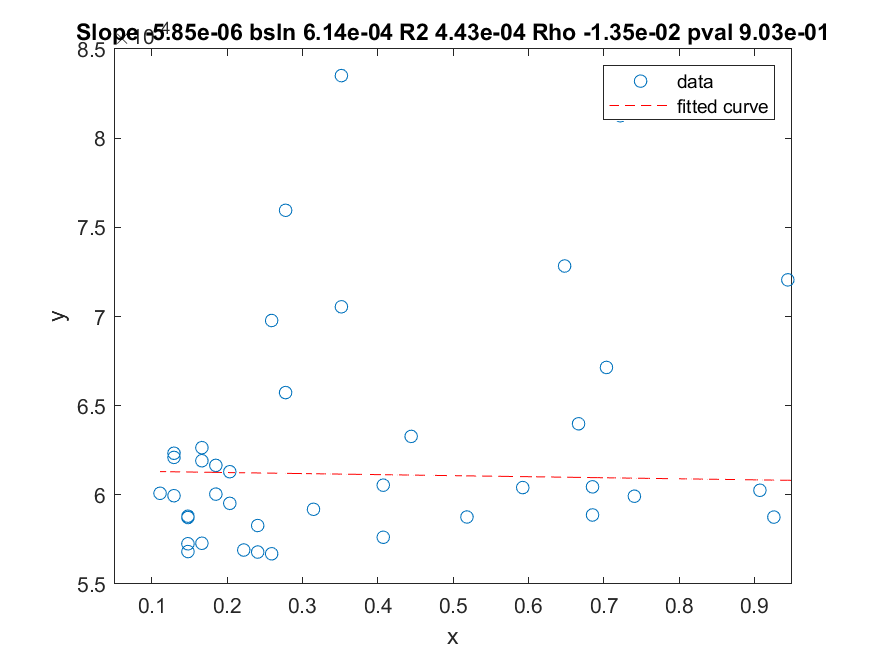 Slope -5.85e-06 bsln 6.14e-04 R2 4.43e-04 Rho -1.35e-02 pval 9.03e-01
×10⁻⁴
8.5
data
fitted curve
8
7.5
7
y
6.5
6
5.5
0.1 0.2 0.3 0.4 0.5 0.6 0.7 0.8 0.9
x